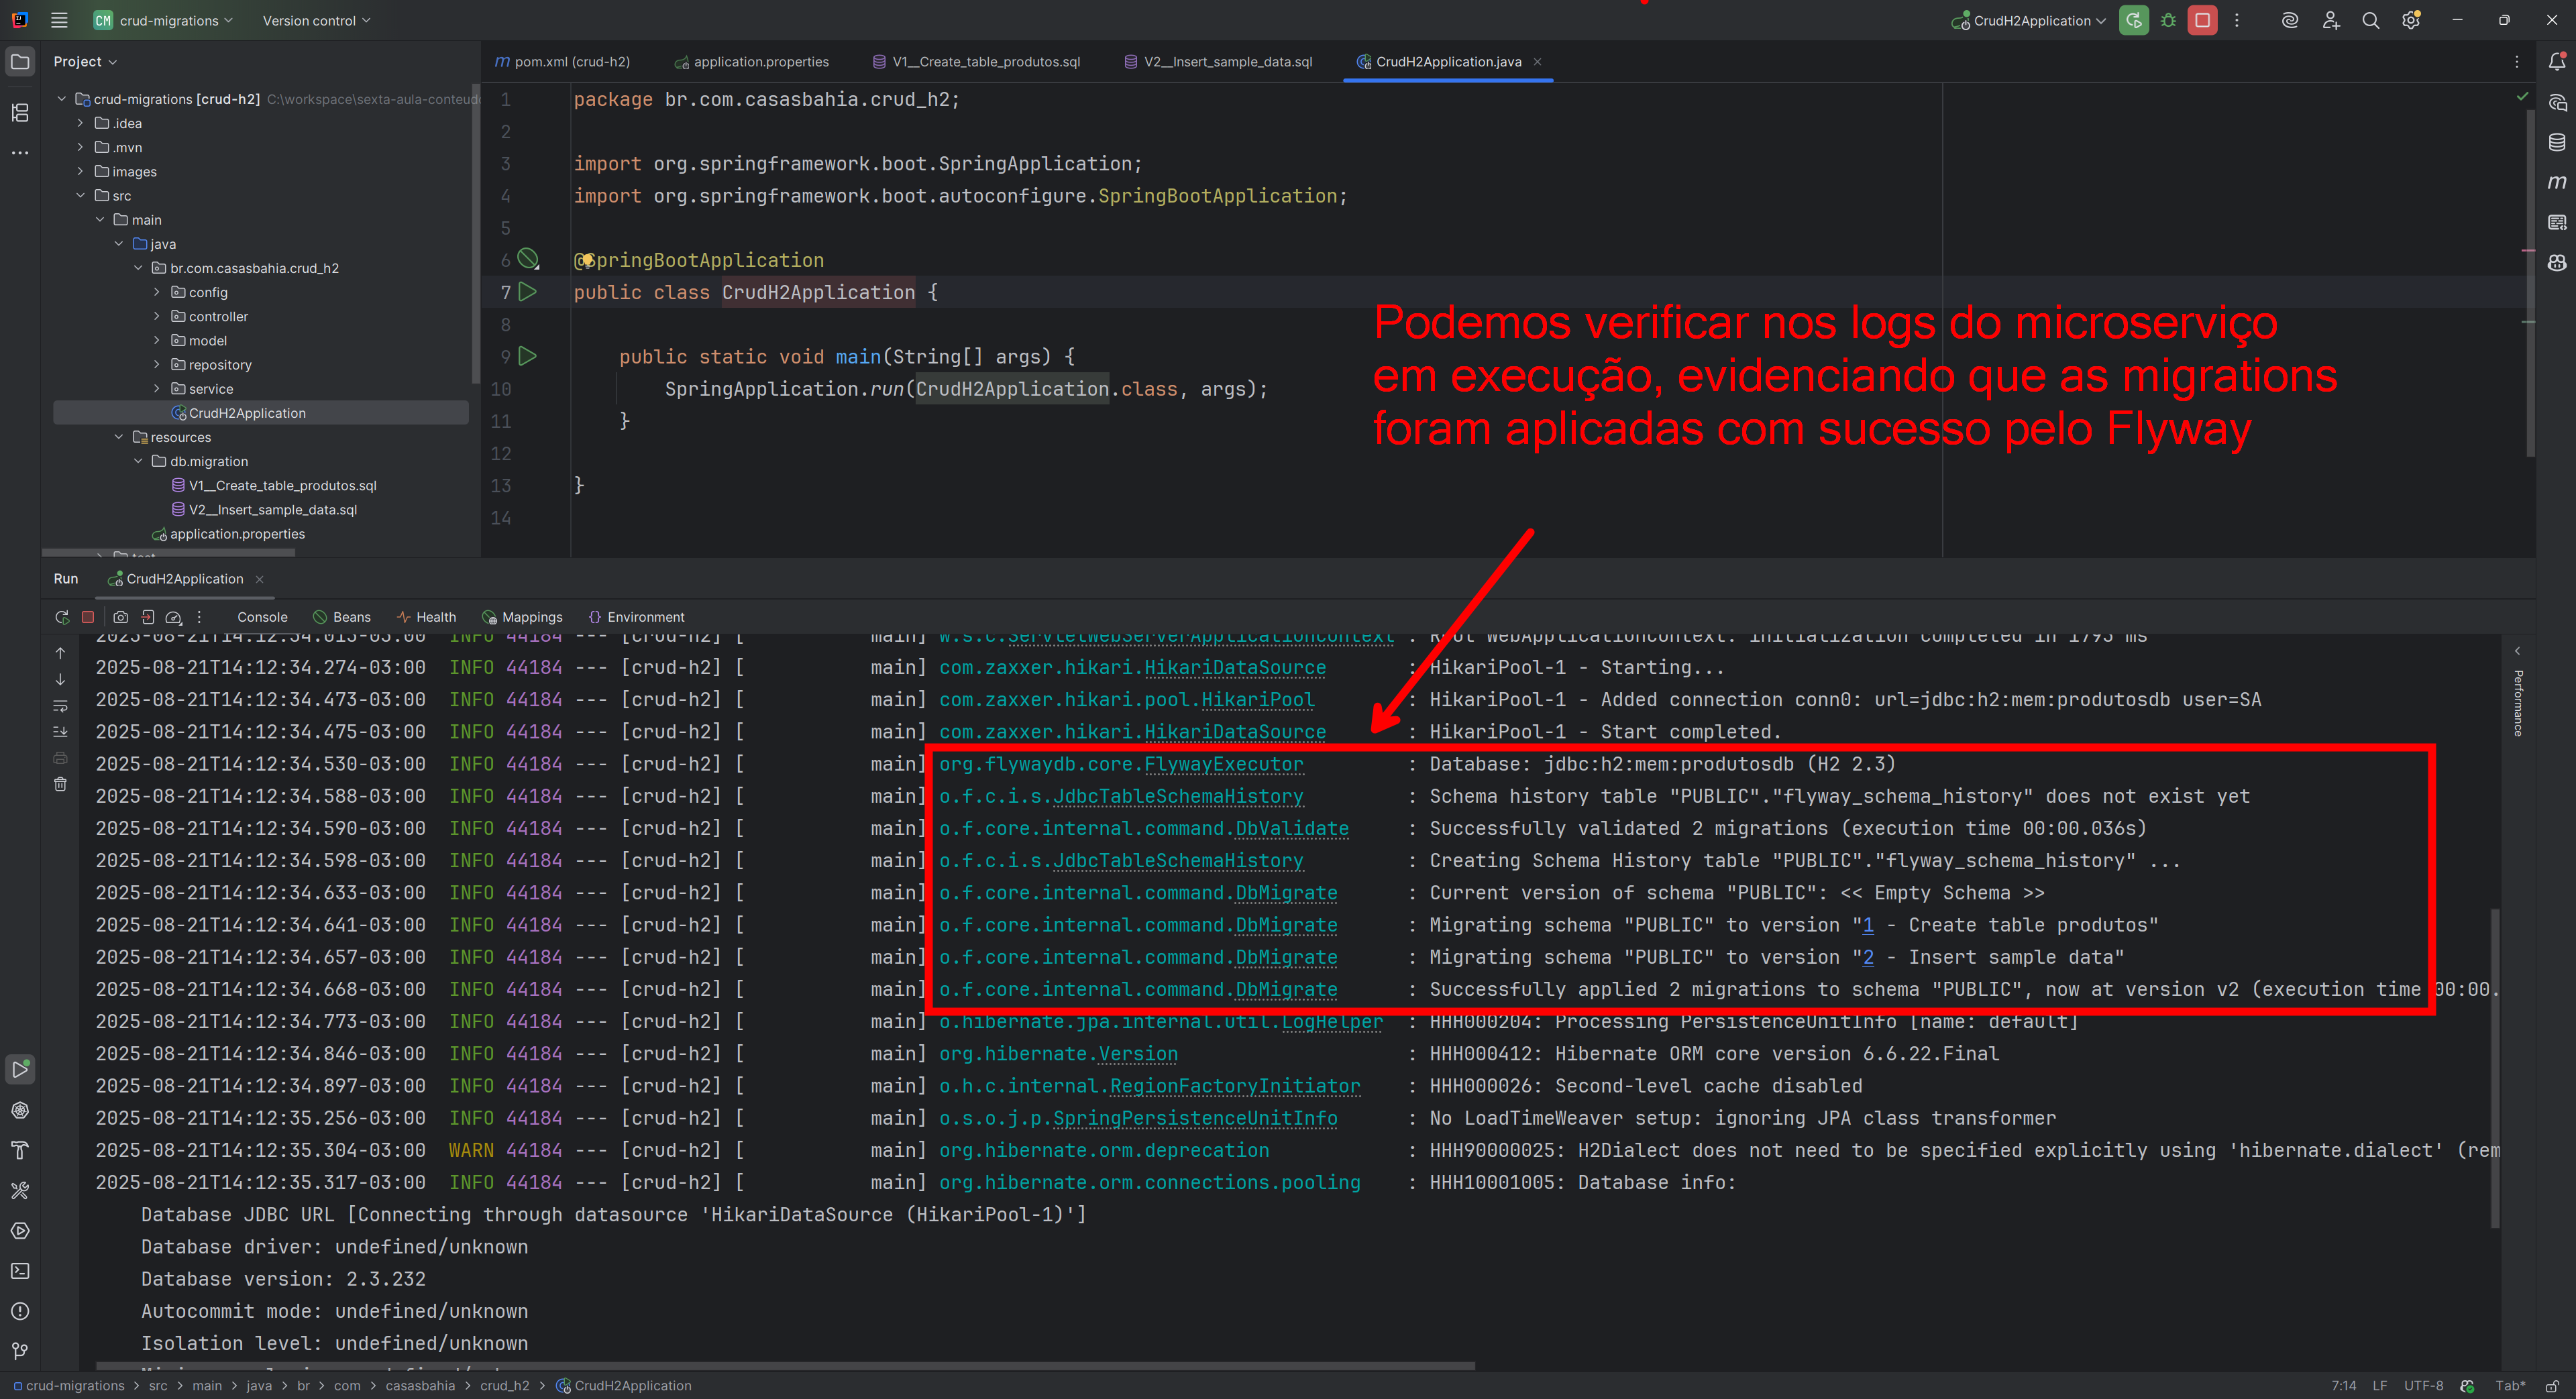 CM crud-migrations Version control CrudH2Application
Project
pom.xml (crud-h2) application.properties V1__Create_table_produtos.sql V2__Insert_sample_data.sql CrudH2Application.java
crud-migrations [crud-h2] C:\workspace\sexta-aula-conteud
.idea
.mvn
images
src
main
java
br.com.casasbahia.crud_h2
config
controller
model
repository
service
CrudH2Application
resources
db.migration
V1__Create_table_produtos.sql
V2__Insert_sample_data.sql
application.properties
test
1 package br.com.casasbahia.crud_h2;
2
3 import org.springframework.boot.SpringApplication;
4 import org.springframework.boot.autoconfigure.SpringBootApplication;
5
6 @SpringBootApplication
7 public class CrudH2Application {
8
9 public static void main(String[] args) {
10 SpringApplication.run(CrudH2Application.class, args);
11 }
12
13 }
14
Podemos verificar nos logs do microserviço
em execução, evidenciando que as migrations
foram aplicadas com sucesso pelo Flyway
Run CrudH2Application
Console Beans Health Mappings Environment
2025-08-21T14:12:34.013-03:00 INFO 44184 --- [crud-h2] [ main] w.s.c.ServletWebServerApplicationContext : Root WebApplicationContext: initialization completed in 1793 ms
2025-08-21T14:12:34.274-03:00 INFO 44184 --- [crud-h2] [ main] com.zaxxer.hikari.HikariDataSource : HikariPool-1 - Starting...
2025-08-21T14:12:34.473-03:00 INFO 44184 --- [crud-h2] [ main] com.zaxxer.hikari.pool.HikariPool : HikariPool-1 - Added connection conn0: url=jdbc:h2:mem:produtosdb user=SA
2025-08-21T14:12:34.475-03:00 INFO 44184 --- [crud-h2] [ main] com.zaxxer.hikari.HikariDataSource : HikariPool-1 - Start completed.
2025-08-21T14:12:34.530-03:00 INFO 44184 --- [crud-h2] [ main] org.flywaydb.core.FlywayExecutor : Database: jdbc:h2:mem:produtosdb (H2 2.3)
2025-08-21T14:12:34.588-03:00 INFO 44184 --- [crud-h2] [ main] o.f.c.i.s.JdbcTableSchemaHistory : Schema history table "PUBLIC"."flyway_schema_history" does not exist yet
2025-08-21T14:12:34.590-03:00 INFO 44184 --- [crud-h2] [ main] o.f.core.internal.command.DbValidate : Successfully validated 2 migrations (execution time 00:00.036s)
2025-08-21T14:12:34.598-03:00 INFO 44184 --- [crud-h2] [ main] o.f.c.i.s.JdbcTableSchemaHistory : Creating Schema History table "PUBLIC"."flyway_schema_history" ...
2025-08-21T14:12:34.633-03:00 INFO 44184 --- [crud-h2] [ main] o.f.core.internal.command.DbMigrate : Current version of schema "PUBLIC": << Empty Schema >>
2025-08-21T14:12:34.641-03:00 INFO 44184 --- [crud-h2] [ main] o.f.core.internal.command.DbMigrate : Migrating schema "PUBLIC" to version "1 - Create table produtos"
2025-08-21T14:12:34.657-03:00 INFO 44184 --- [crud-h2] [ main] o.f.core.internal.command.DbMigrate : Migrating schema "PUBLIC" to version "2 - Insert sample data"
2025-08-21T14:12:34.668-03:00 INFO 44184 --- [crud-h2] [ main] o.f.core.internal.command.DbMigrate : Successfully applied 2 migrations to schema "PUBLIC", now at version v2 (execution time 00:00.
2025-08-21T14:12:34.773-03:00 INFO 44184 --- [crud-h2] [ main] o.hibernate.jpa.internal.util.LogHelper : HHH000204: Processing PersistenceUnitInfo [name: default]
2025-08-21T14:12:34.846-03:00 INFO 44184 --- [crud-h2] [ main] org.hibernate.Version : HHH000412: Hibernate ORM core version 6.6.22.Final
2025-08-21T14:12:34.897-03:00 INFO 44184 --- [crud-h2] [ main] o.h.c.internal.RegionFactoryInitiator : HHH000026: Second-level cache disabled
2025-08-21T14:12:35.256-03:00 INFO 44184 --- [crud-h2] [ main] o.s.o.j.p.SpringPersistenceUnitInfo : No LoadTimeWeaver setup: ignoring JPA class transformer
2025-08-21T14:12:35.304-03:00 WARN 44184 --- [crud-h2] [ main] org.hibernate.orm.deprecation : HHH90000025: H2Dialect does not need to be specified explicitly using 'hibernate.dialect' (rem
2025-08-21T14:12:35.317-03:00 INFO 44184 --- [crud-h2] [ main] org.hibernate.orm.connections.pooling : HHH10001005: Database info:
Database JDBC URL [Connecting through datasource 'HikariDataSource (HikariPool-1)']
Database driver: undefined/unknown
Database version: 2.3.232
Autocommit mode: undefined/unknown
Isolation level: undefined/unknown
Performance
crud-migrations > src > main > java > br > com > casasbahia > crud_h2 > CrudH2Application
7:14 LF UTF-8 Tab*